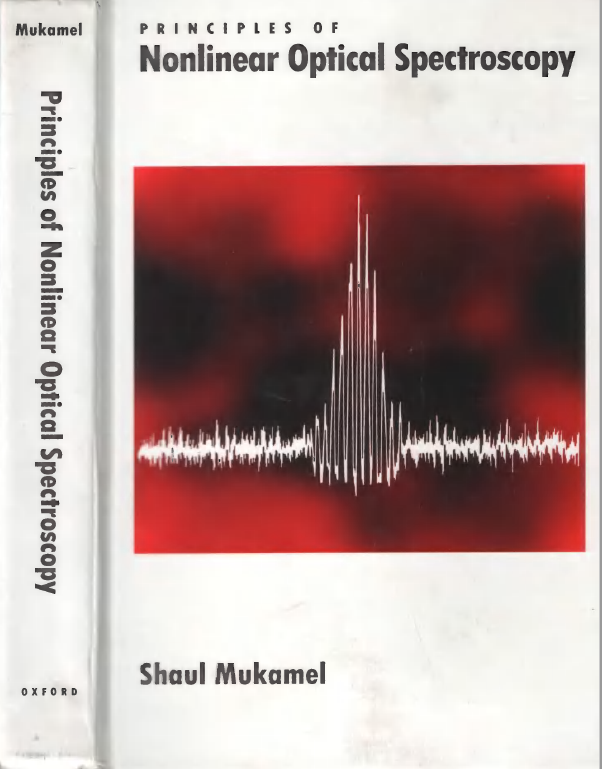 Mukamel
Principles of Nonlinear Optical Spectroscopy
OXFORD
PRINCIPLES OF
Nonlinear Optical Spectroscopy
Shaul Mukamel